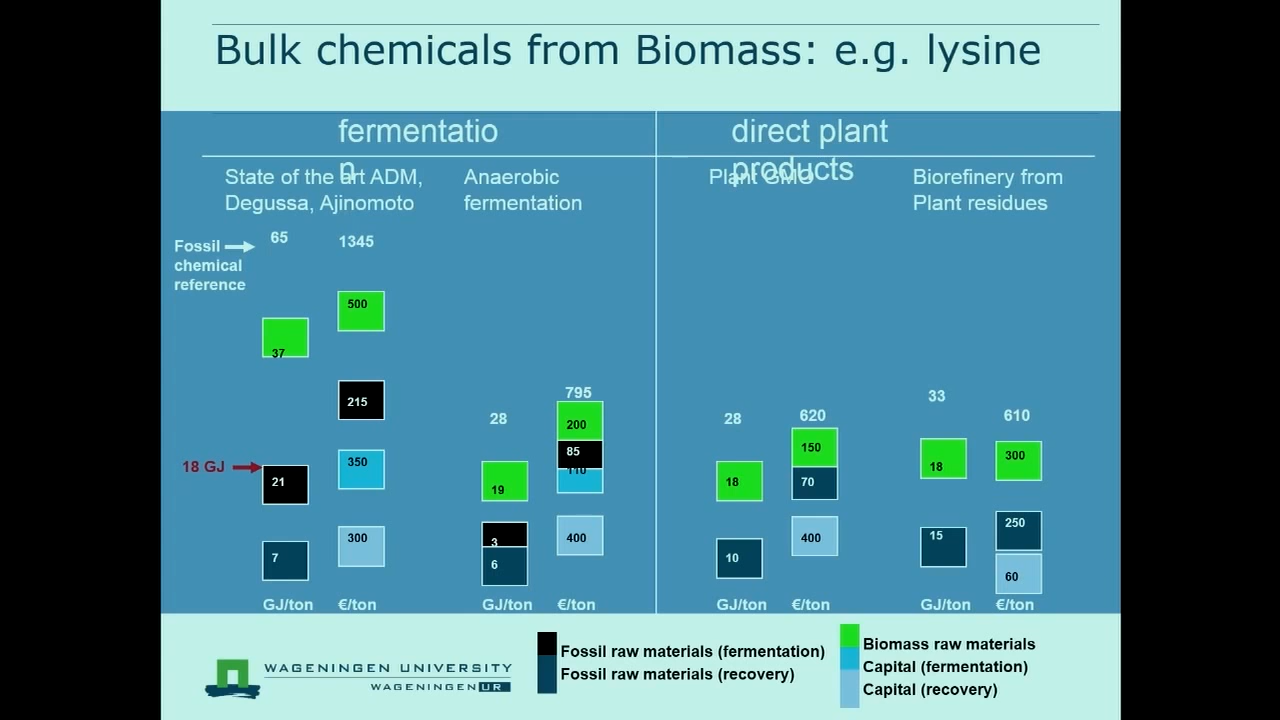 Bulk chemicals from Biomass: e.g. lysine
fermentatio
n
direct plant
products
State of the art ADM,
Degussa, Ajinomoto
Anaerobic
fermentation
Plant GMO
Biorefinery from
Plant residues
Fossil
chemical
reference
65
1345
500
37
215
18 GJ
350
21
300
7
GJ/ton
€/ton
28
795
200
85
110
19
3
400
6
GJ/ton
€/ton
28
620
150
18
70
400
10
GJ/ton
€/ton
33
610
300
18
250
15
60
GJ/ton
€/ton
WAGENINGEN UNIVERSITY
WAGENINGEN UR
Fossil raw materials (fermentation)
Fossil raw materials (recovery)
Biomass raw materials
Capital (fermentation)
Capital (recovery)